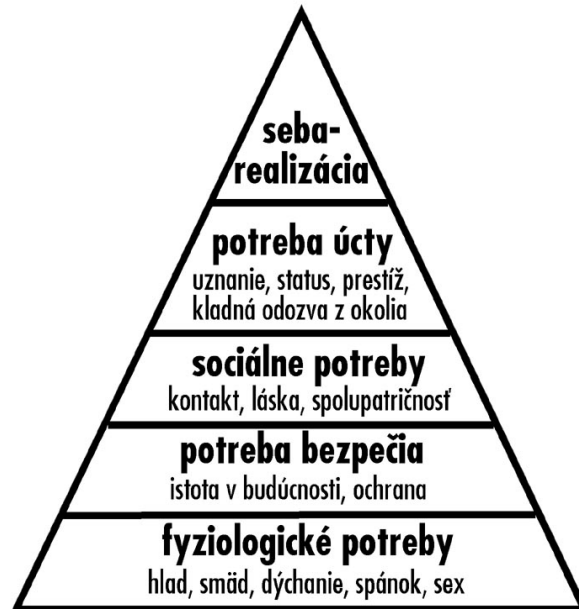 seba-
realizácia
potreba úcty
uznanie, status, prestíž,
kladná odozva z okolia
sociálne potreby
kontakt, láska, spolupatričnosť
potreba bezpečia
istota v budúcnosti, ochrana
fyziologické potreby
hlad, smäd, dýchanie, spánok, sex